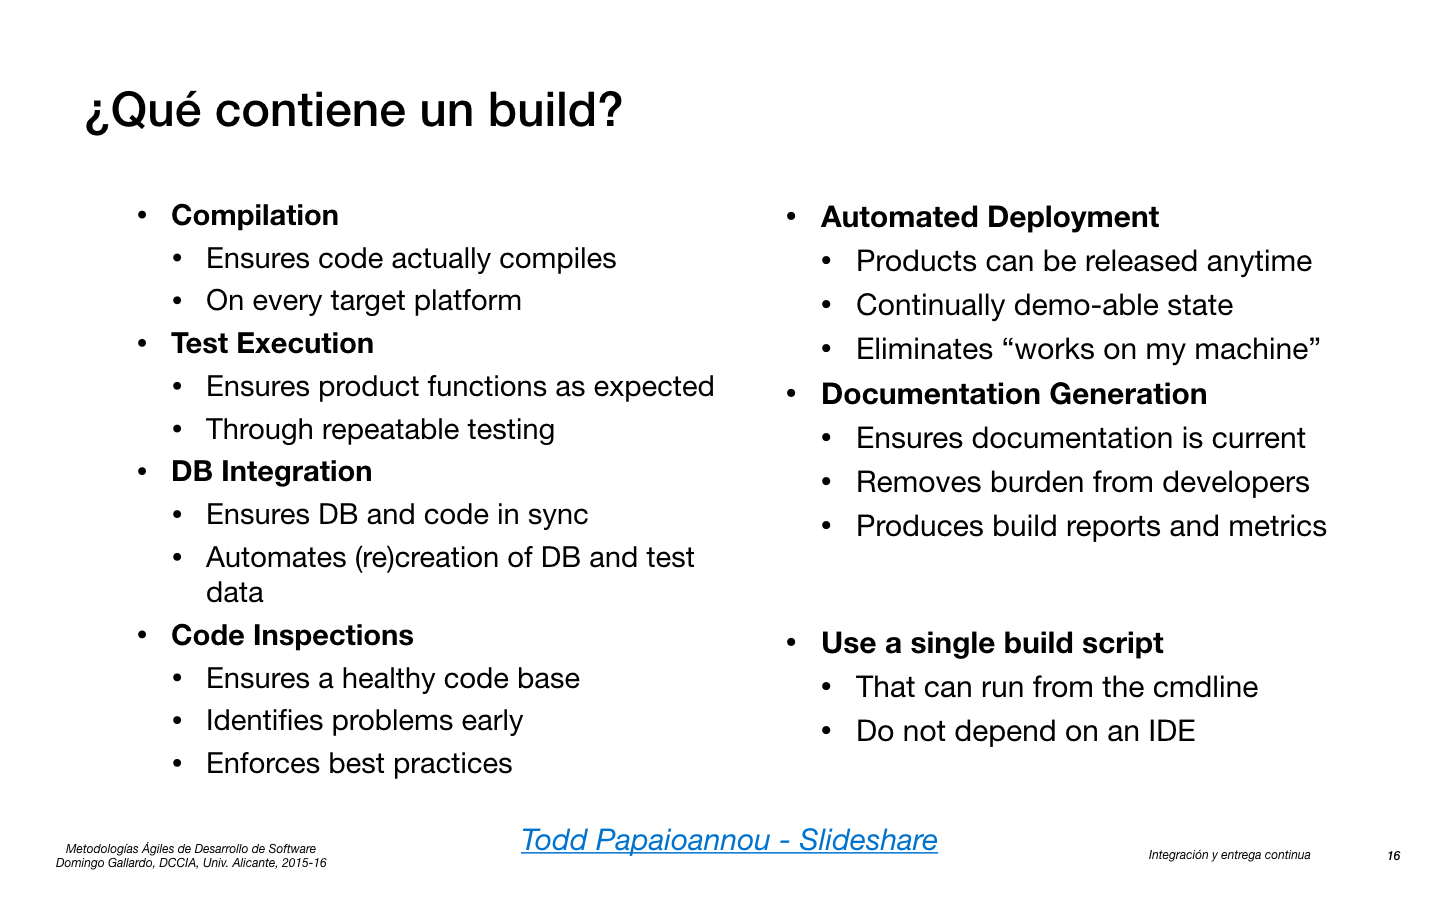 ¿Qué contiene un build?
• Compilation
• Ensures code actually compiles
• On every target platform
• Test Execution
• Ensures product functions as expected
• Through repeatable testing
• DB Integration
• Ensures DB and code in sync
• Automates (re)creation of DB and test
data
• Code Inspections
• Ensures a healthy code base
• Identifies problems early
• Enforces best practices
• Automated Deployment
• Products can be released anytime
• Continually demo-able state
• Eliminates “works on my machine”
• Documentation Generation
• Ensures documentation is current
• Removes burden from developers
• Produces build reports and metrics
• Use a single build script
• That can run from the cmdline
• Do not depend on an IDE
Todd Papaioannou - Slideshare
Metodologías Ágiles de Desarrollo de Software
Domingo Gallardo, DCCIA, Univ. Alicante, 2015-16
Integración y entrega continua
16